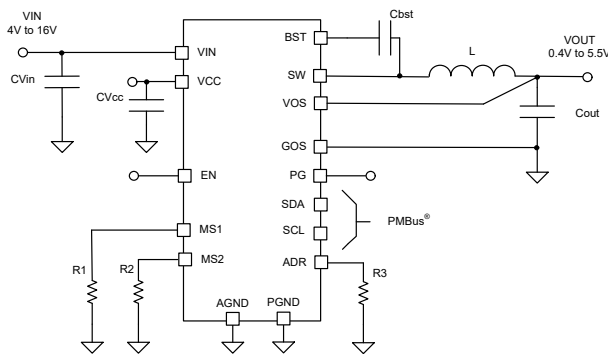 VIN
4V to 16V
CVin
CVcc
VIN
VCC
EN
MS1
MS2
R1
R2
AGND
PGND
BST
SW
VOS
GOS
PG
SDA
SCL
ADR
Cbst
L
VOUT
0.4V to 5.5V
Cout
PMBus®
R3